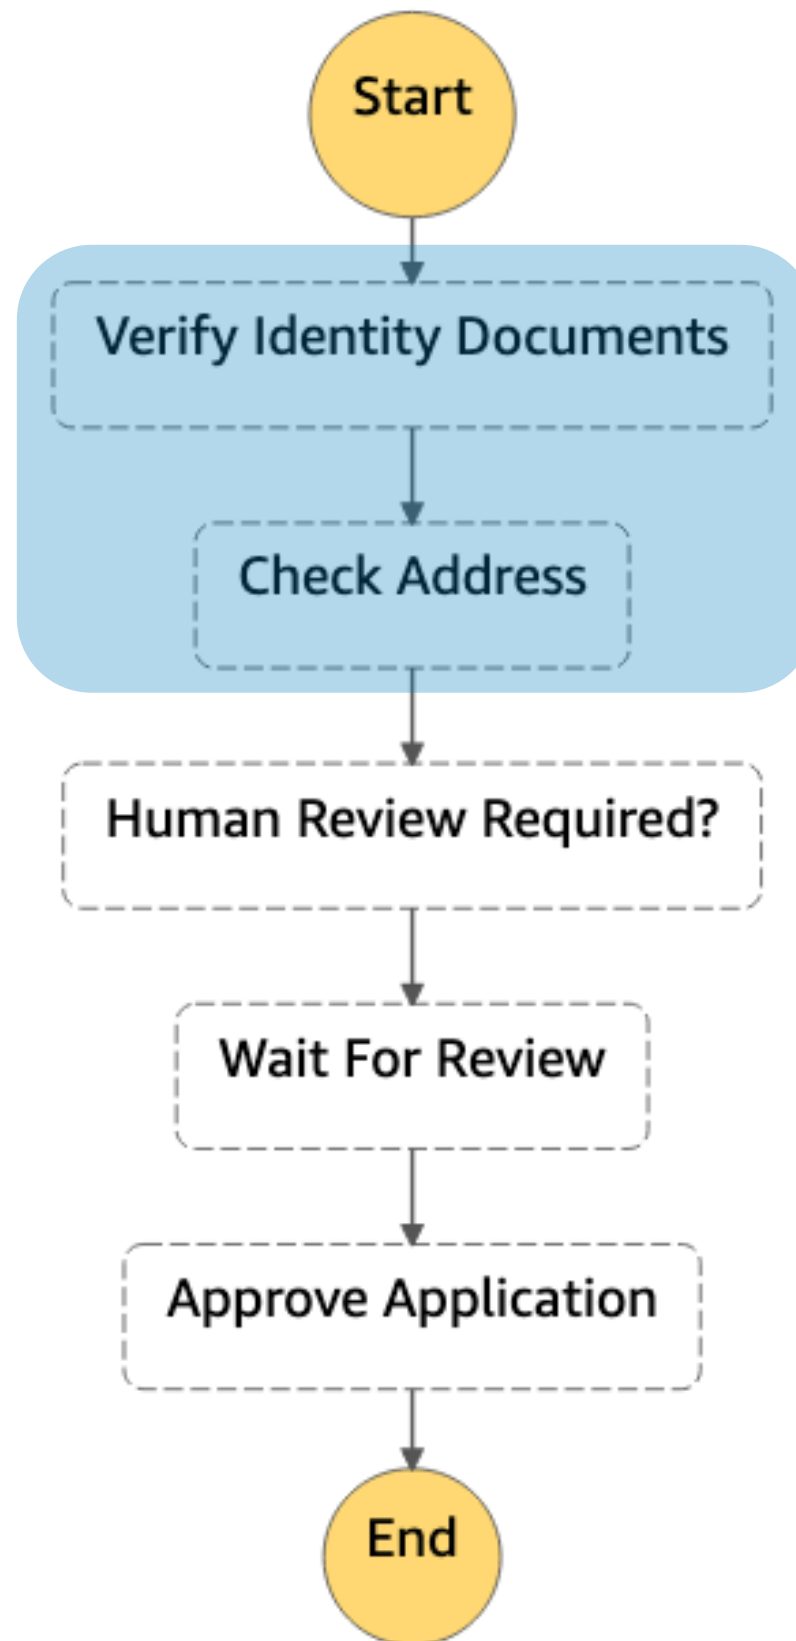 Start
Verify Identity Documents
Check Address
Human Review Required?
Wait For Review
Approve Application
End